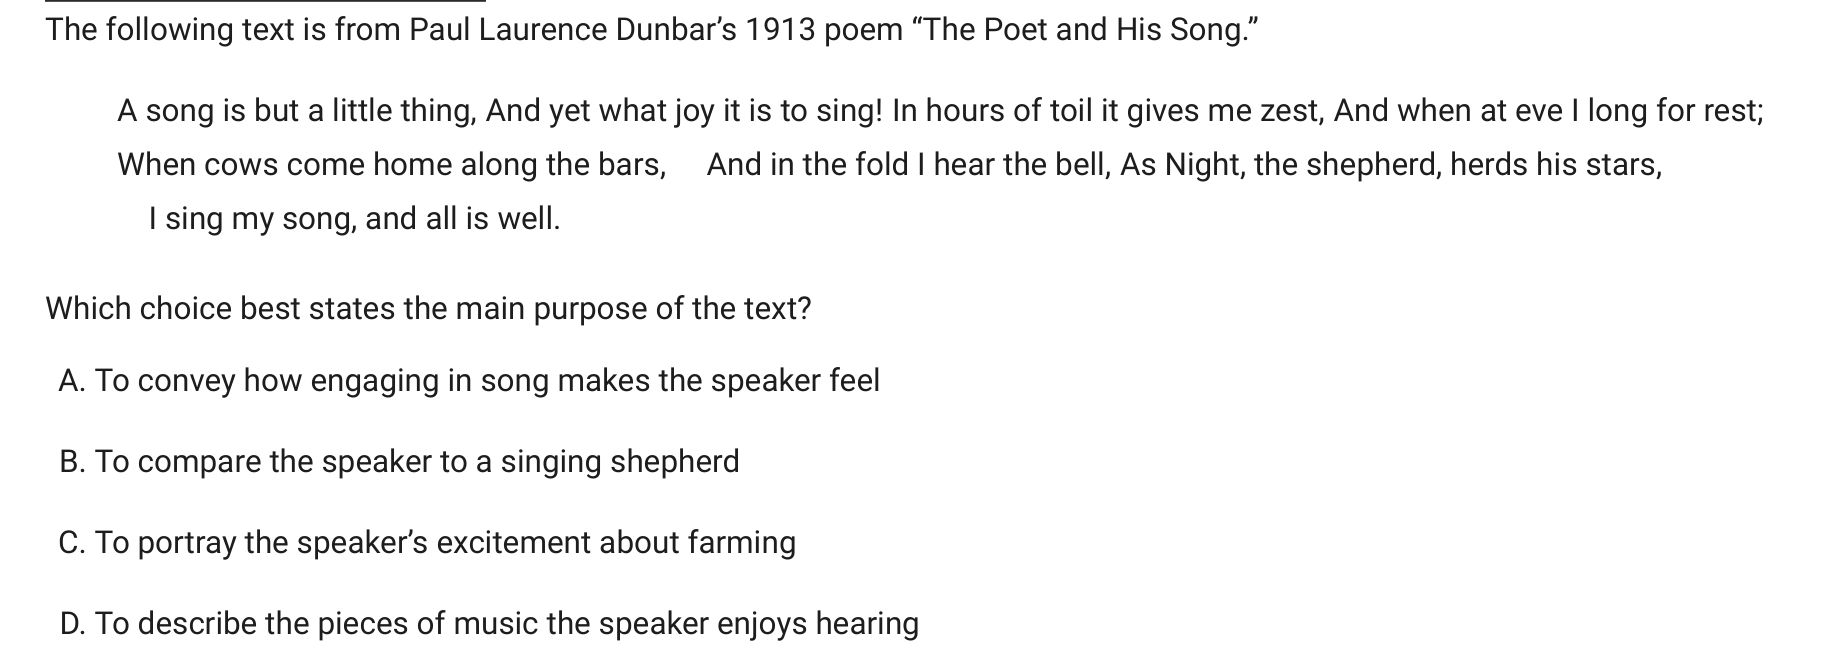 The following text is from Paul Laurence Dunbar’s 1913 poem “The Poet and His Song.”
A song is but a little thing, And yet what joy it is to sing! In hours of toil it gives me zest, And when at eve I long for rest;
When cows come home along the bars, And in the fold I hear the bell, As Night, the shepherd, herds his stars,
I sing my song, and all is well.
Which choice best states the main purpose of the text?
A. To convey how engaging in song makes the speaker feel
B. To compare the speaker to a singing shepherd
C. To portray the speaker’s excitement about farming
D. To describe the pieces of music the speaker enjoys hearing